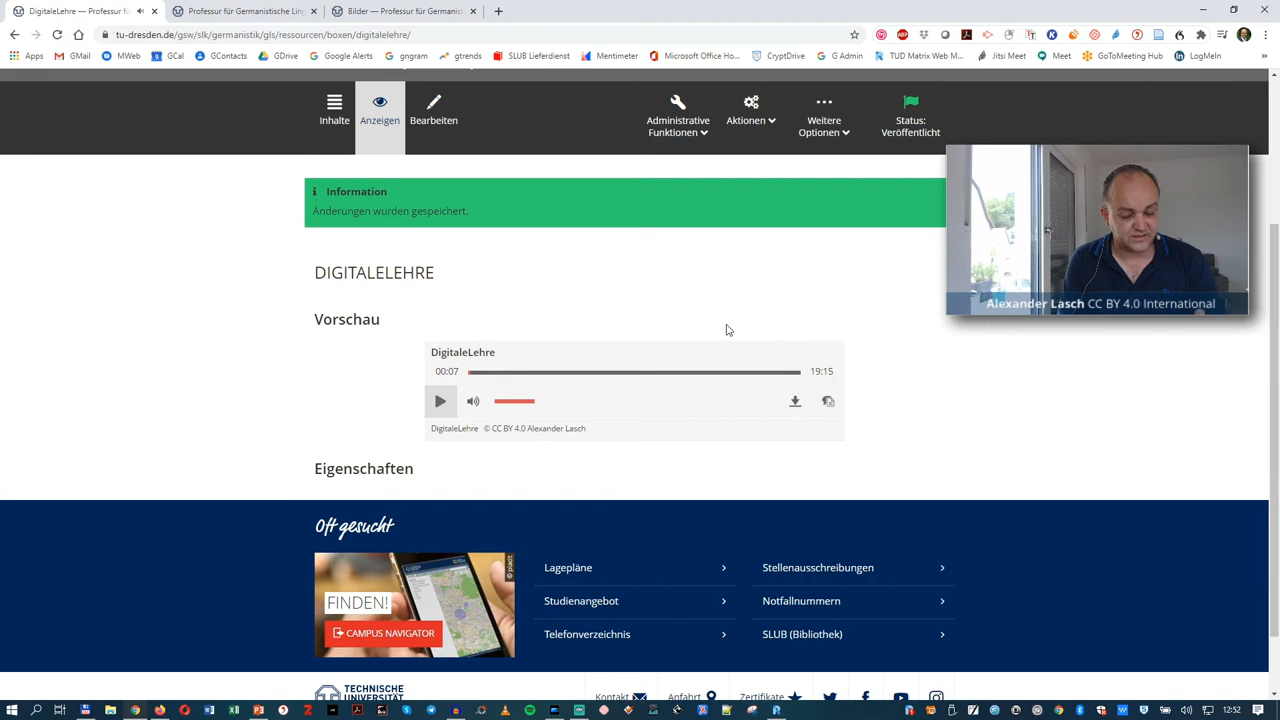 DigitaleLehre — Professur für
Professur für Germanistische Ling
Bilder — Professur für Germanist
tu-dresden.de/gsw/slk/germanistik/gls/ressourcen/boxen/digitalelehre/
Apps GMail MWeb GCal GContacts GDrive Google Alerts gngram gtrends SLUB Lieferdienst Mentimeter Microsoft Office Ho... CryptDrive G Admin TUD Matrix Web M... Jitsi Meet Meet GoToMeeting Hub LogMeIn
Inhalte Anzeigen Bearbeiten
Administrative Funktionen
Aktionen
Weitere Optionen
Status: Veröffentlicht
Information
Änderungen wurden gespeichert.
Alexander Lasch CC BY 4.0 International
DIGITALELEHRE
Vorschau
DigitaleLehre
00:07 19:15
DigitaleLehre © CC BY 4.0 Alexander Lasch
Eigenschaften
Oft gesucht
© placit
FINDEN!
CAMPUS NAVIGATOR
Lagepläne
Stellenausschreibungen
Studienangebot
Notfallnummern
Telefonverzeichnis
SLUB (Bibliothek)
TECHNISCHE
UNIVERSITÄT
Kontakt Anfahrt Zertifikate
12:52